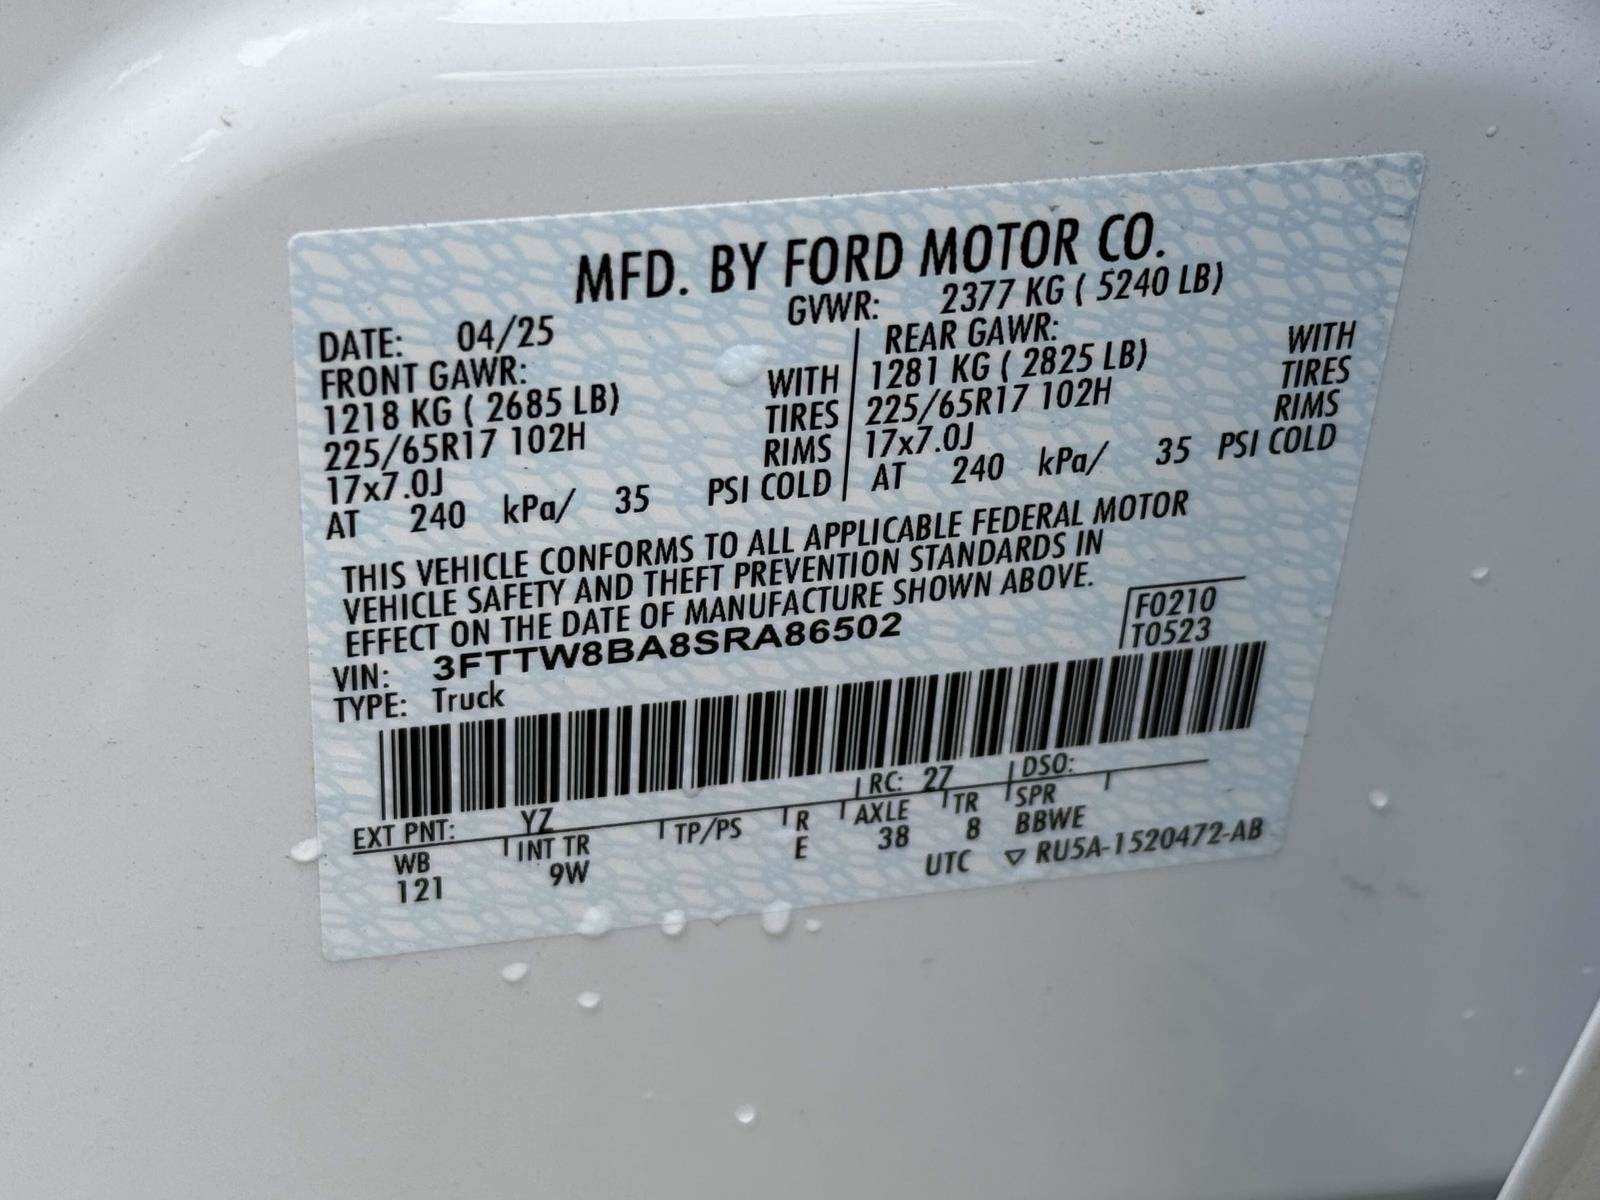 MFD. BY FORD MOTOR CO.
DATE: 04/25 GVWR: 2377 KG ( 5240 LB)
FRONT GAWR: REAR GAWR:
1218 KG ( 2685 LB) WITH 1281 KG ( 2825 LB) WITH
225/65R17 102H TIRES 225/65R17 102H TIRES
17x7.0J RIMS 17x7.0J RIMS
AT 240 kPa/ 35 PSI COLD AT 240 kPa/ 35 PSI COLD
THIS VEHICLE CONFORMS TO ALL APPLICABLE FEDERAL MOTOR
VEHICLE SAFETY AND THEFT PREVENTION STANDARDS IN
EFFECT ON THE DATE OF MANUFACTURE SHOWN ABOVE.
F0210
VIN: 3FTTW8BA8SRA86502 T0523
TYPE: Truck
EXT PNT: YZ RC: 27 DSO:
WB INT TR TP/PS R AXLE TR SPR
121 9W E 38 8 BBWE
UTC ▽ RU5A-1520472-AB